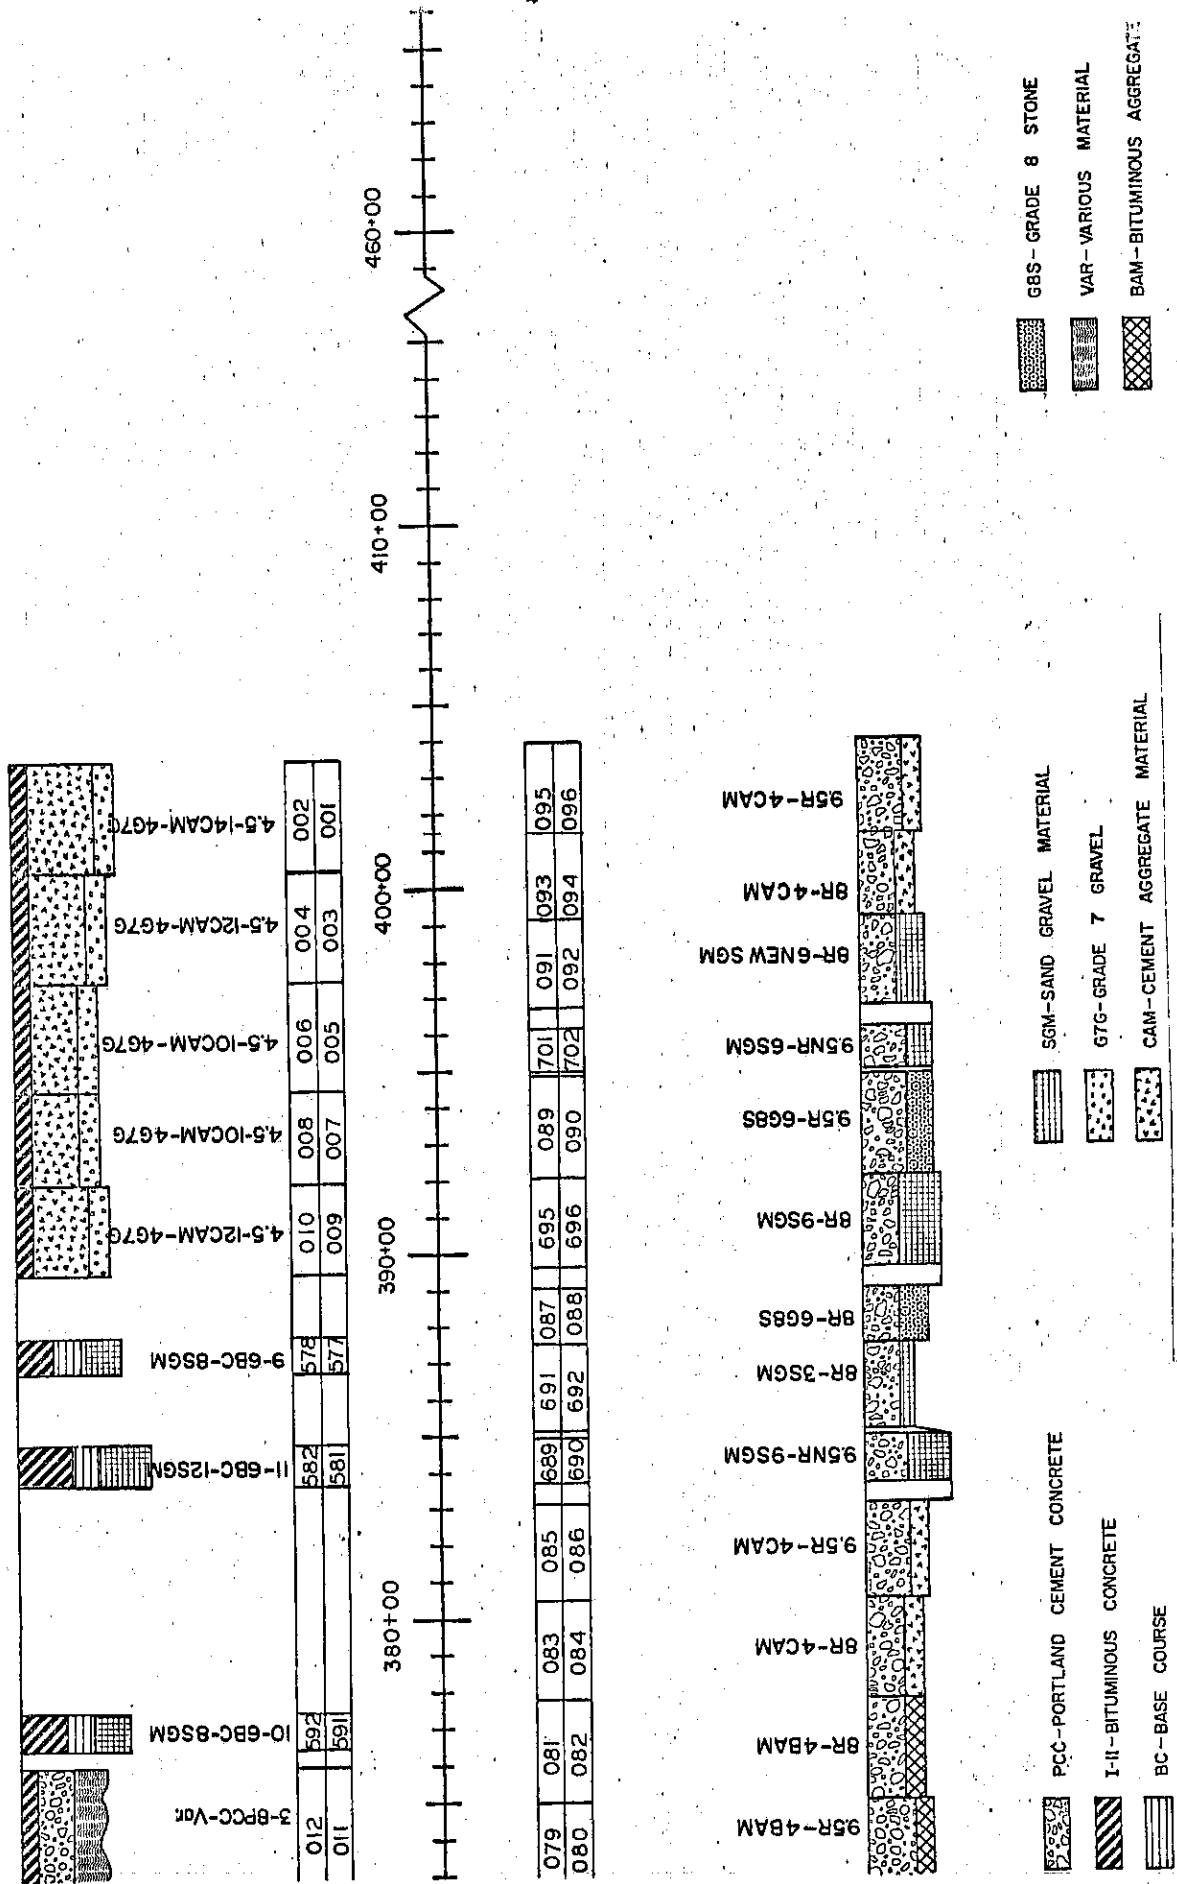 3-8PCC-Var.
10-6BC-8SGM
11-6BC-12SGM
9-6BC-8SGM
4.5-12CAM-4G7G
4.5-10CAM-4G7G
4.5-10CAM-4G7G
4.5-12CAM-4G7G
4.5-14CAM-4G7G
012 592 582 578 010 008 006 004 002
011 591 581 577 009 007 005 003 001
380+00 390+00 400+00 410+00 460+00
079 081 083 085 689 691 087 695 089 701 091 093 095
080 082 084 086 690 692 088 696 090 702 092 094 096
9.5R-4BAM
8R-4BAM
8R-4CAM
9.5R-4CAM
9.5NR-9SGM
8R-3SGM
8R-6G8S
8R-9SGM
9.5R-6G8S
9.5NR-6SGM
8R-6NEW SGM
8R-4CAM
9.5R-4CAM
PCC-PORTLAND CEMENT CONCRETE
I-11-BITUMINOUS CONCRETE
BC-BASE COURSE
SGM-SAND GRAVEL MATERIAL
G7G-GRADE 7 GRAVEL
CAM-CEMENT AGGREGATE MATERIAL
G8S-GRADE 8 STONE
VAR-VARIOUS MATERIAL
BAM-BITUMINOUS AGGREGATE